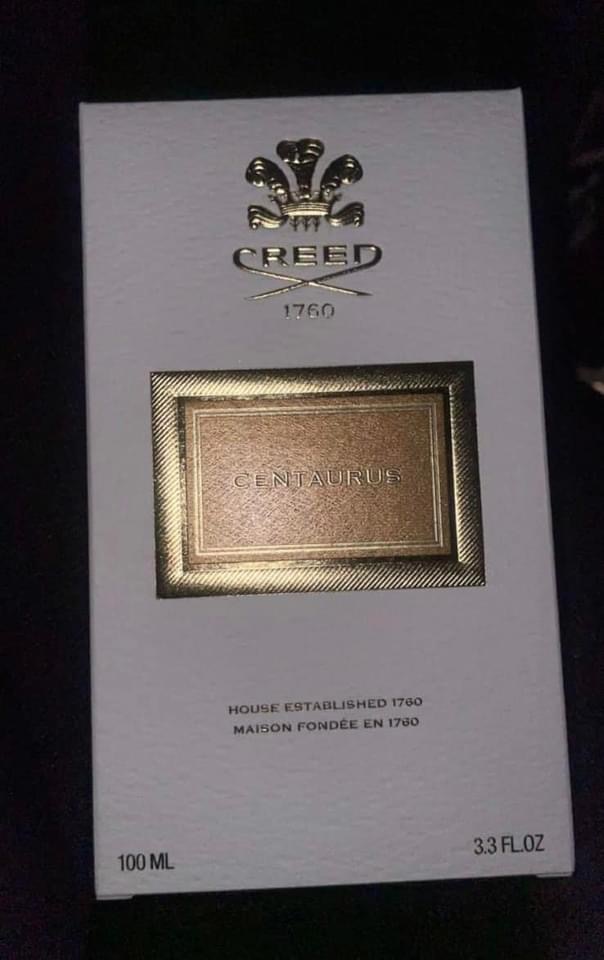 CREED
1760
CENTAURUS
HOUSE ESTABLISHED 1760
MAISON FONDÉE EN 1760
100 ML
3.3 FL.OZ